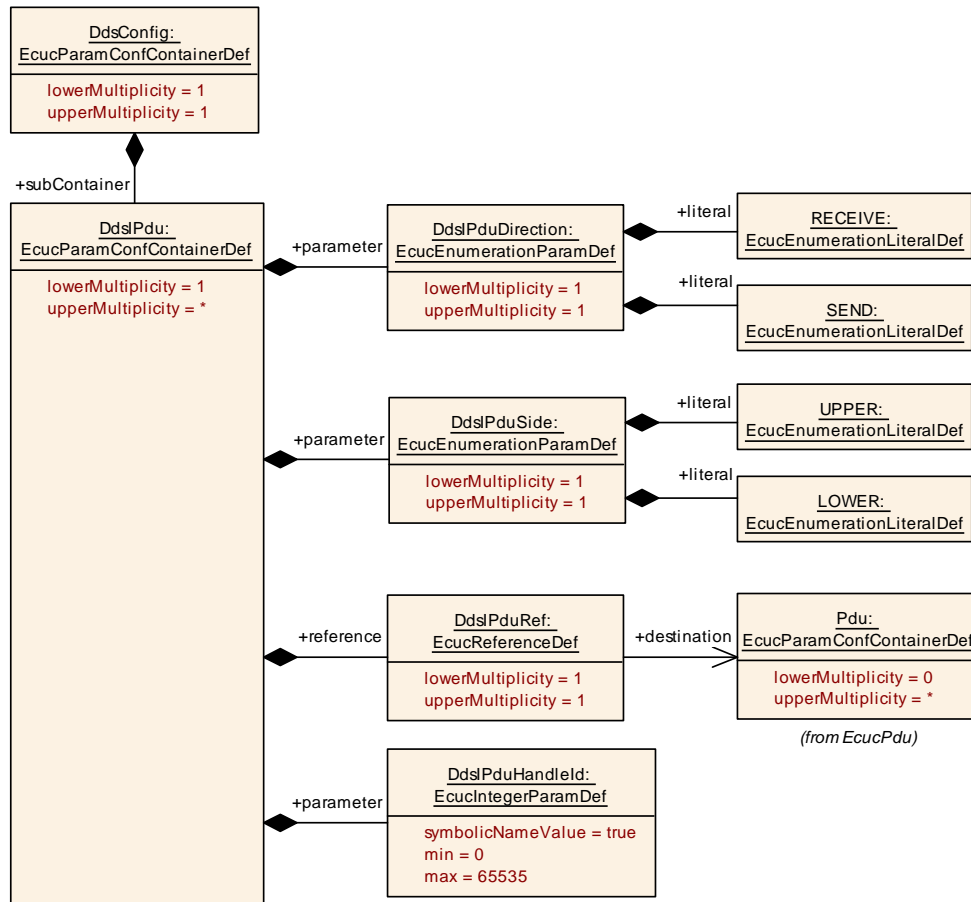 DdsConfig:
EcucParamConfContainerDef
lowerMultiplicity = 1
upperMultiplicity = 1
+subContainer
DdsIPdu:
EcucParamConfContainerDef
lowerMultiplicity = 1
upperMultiplicity = *
+parameter
DdsIPduDirection:
EcucEnumerationParamDef
lowerMultiplicity = 1
upperMultiplicity = 1
+literal
RECEIVE:
EcucEnumerationLiteralDef
+literal
SEND:
EcucEnumerationLiteralDef
+parameter
DdsIPduSide:
EcucEnumerationParamDef
lowerMultiplicity = 1
upperMultiplicity = 1
+literal
UPPER:
EcucEnumerationLiteralDef
+literal
LOWER:
EcucEnumerationLiteralDef
+reference
DdsIPduRef:
EcucReferenceDef
lowerMultiplicity = 1
upperMultiplicity = 1
+destination
Pdu:
EcucParamConfContainerDef
lowerMultiplicity = 0
upperMultiplicity = *
(from EcucPdu)
+parameter
DdsIPduHandleId:
EcucIntegerParamDef
symbolicNameValue = true
min = 0
max = 65535